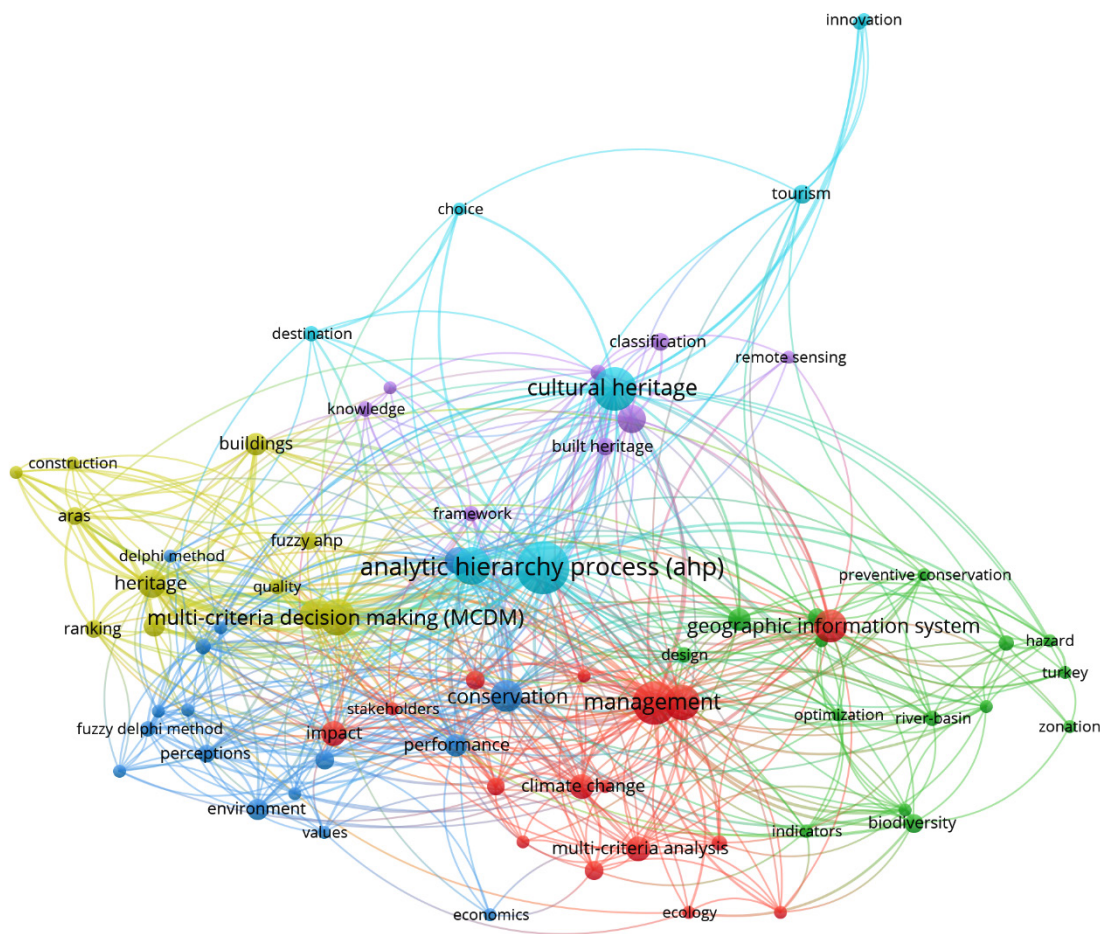 innovation
tourism
choice
destination
classification
remote sensing
cultural heritage
knowledge
buildings
built heritage
construction
framework
aras
fuzzy ahp
delphi method
analytic hierarchy process (ahp)
preventive conservation
heritage
quality
multi-criteria decision making (MCDM)
ranking
geographic information system
hazard
design
turkey
conservation
management
stakeholders
optimization
river-basin
zonation
fuzzy delphi method
impact
perceptions
performance
climate change
environment
values
indicators
biodiversity
multi-criteria analysis
economics
ecology